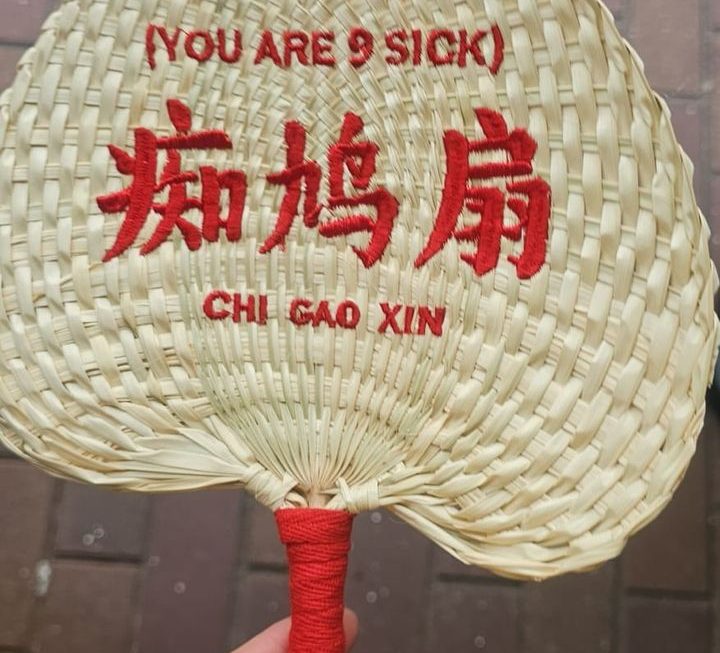 (YOU ARE 9 SICK)
痴鸠扇
CHI GAO XIN